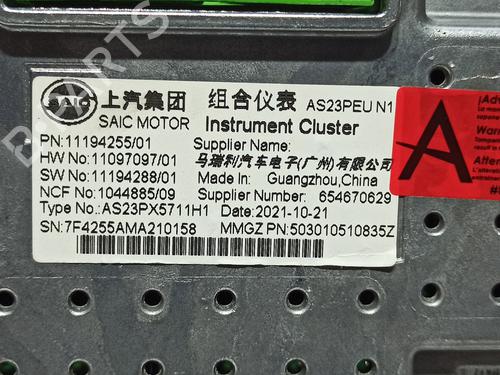 SAIC 上汽集团 组合仪表 AS23PEU N1
SAIC MOTOR Instrument Cluster
PN:11194255/01 Supplier Name:
HW No:11097097/01 马瑞利汽车电子(广州)有限公司
SW No:11194288/01 Made In: Guangzhou,China
NCF No:1044885/09 Supplier Number: 654670629
Type No.:AS23PX5711H1 Date:2021-10-21
SN:7F4255AMA210158 MMGZ PN:503010510835Z
A